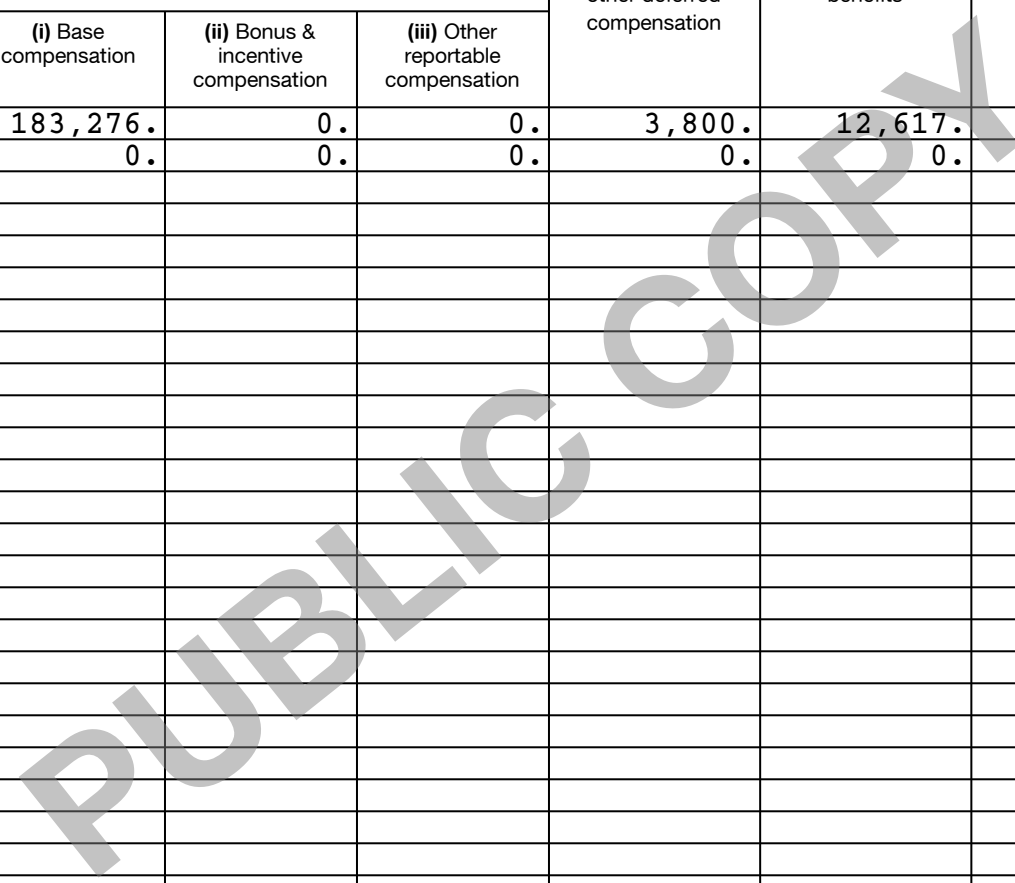 other deferred
compensation
benefits
(i) Base
compensation
(ii) Bonus &
incentive
compensation
(iii) Other
reportable
compensation
183,276. 0. 0. 3,800. 12,617.
0. 0. 0. 0. 0.
PUBLIC COPY